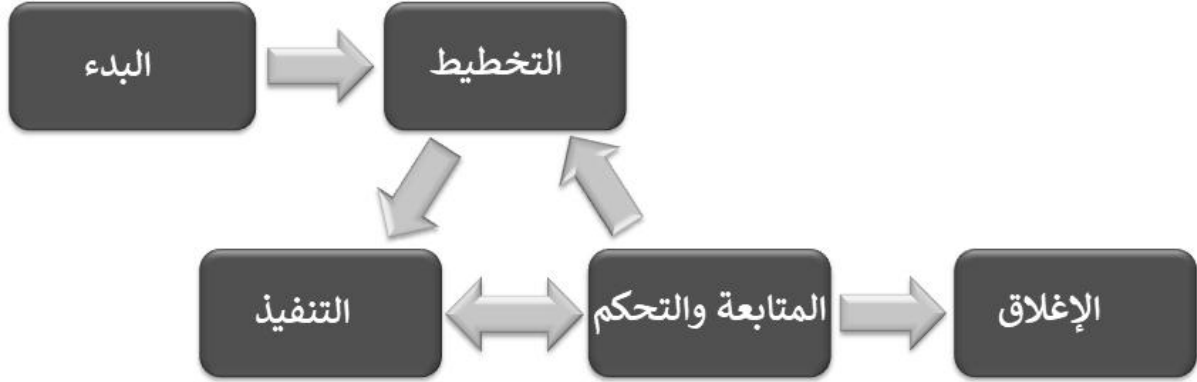 البدء
التخطيط
التنفيذ
المتابعة والتحكم
الإغلاق